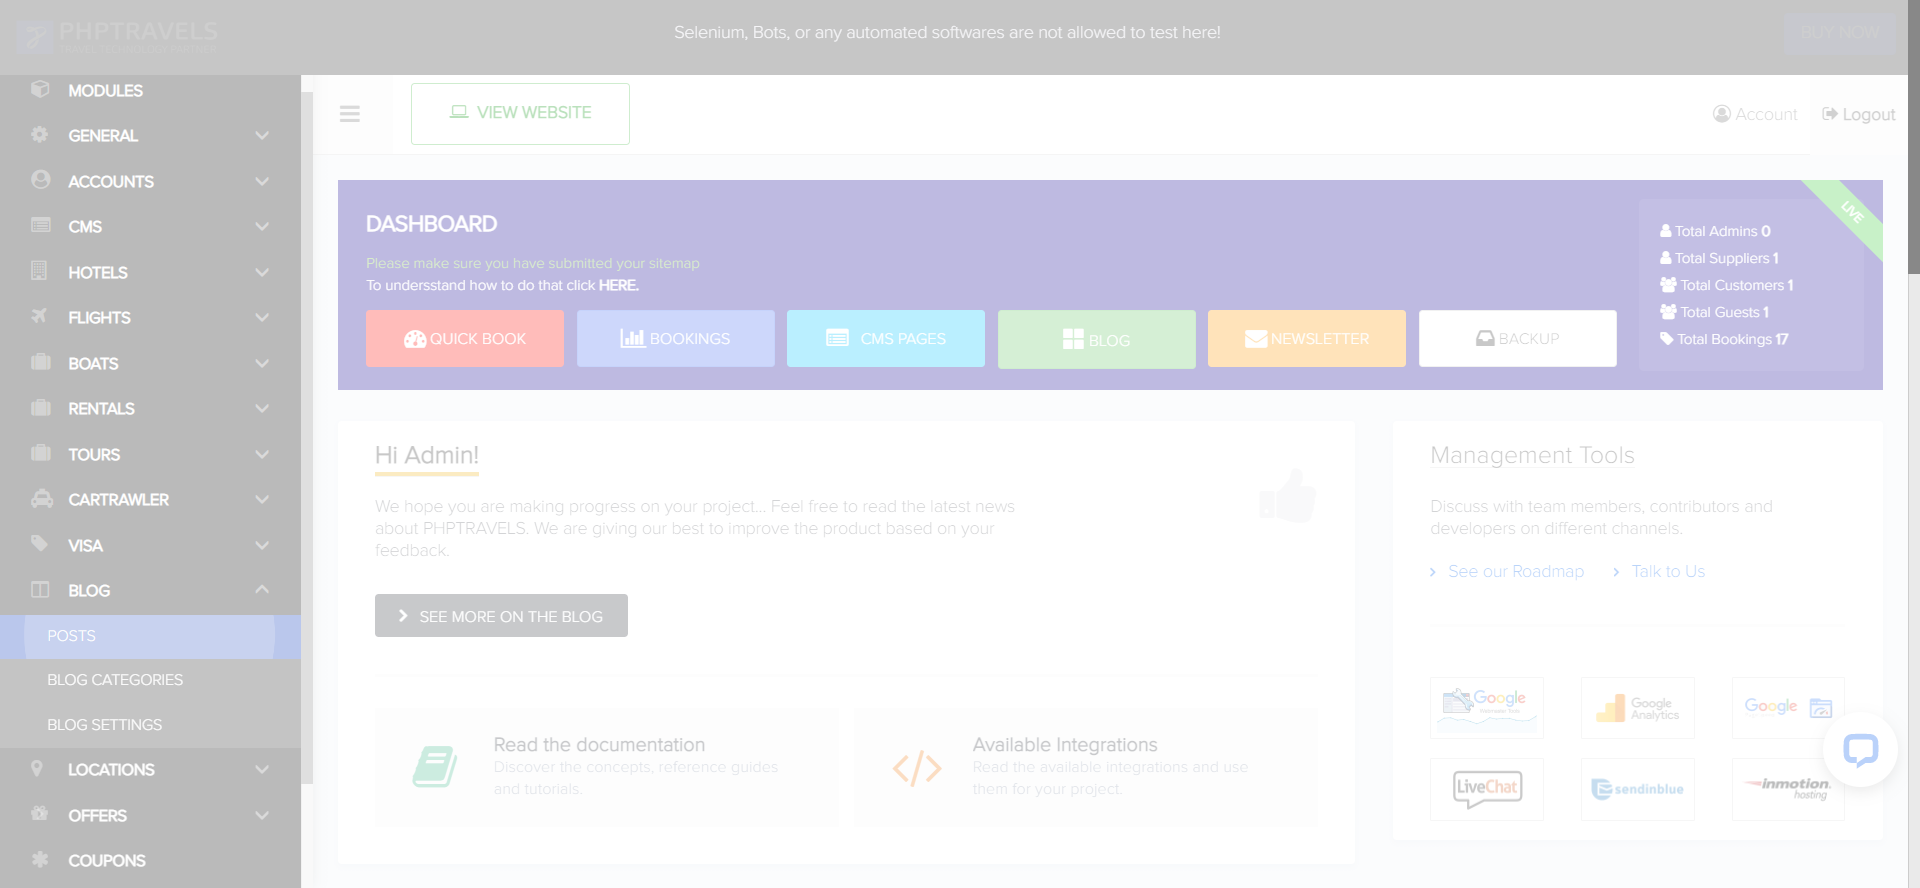 PHPTRAVELS
Selenium, Bots, or any automated softwares are not allowed to test here!
BUY NOW
MODULES
GENERAL
ACCOUNTS
CMS
HOTELS
FLIGHTS
BOATS
RENTALS
TOURS
CARTRAWLER
VISA
BLOG
POSTS
BLOG CATEGORIES
BLOG SETTINGS
LOCATIONS
OFFERS
COUPONS
VIEW WEBSITE
Account
Logout
DASHBOARD
Please make sure you have submitted your sitemap
To undersstand how to do that click HERE.
QUICK BOOK
BOOKINGS
CMS PAGES
BLOG
NEWSLETTER
BACKUP
LIVE
Total Admins 0
Total Suppliers 1
Total Customers 1
Total Guests 1
Total Bookings 17
Hi Admin!
We hope you are making progress on your project... Feel free to read the latest news
about PHPTRAVELS. We are giving our best to improve the product based on your
feedback.
SEE MORE ON THE BLOG
Read the documentation
Discover the concepts, reference guides
and tutorials.
Available Integrations
Read the available integrations and use
them for your project.
Management Tools
Discuss with team members, contributors and
developers on different channels.
See our Roadmap
Talk to Us
Google
Google
Analytics
Google
LiveChat
sendinblue
inmotion
hosting